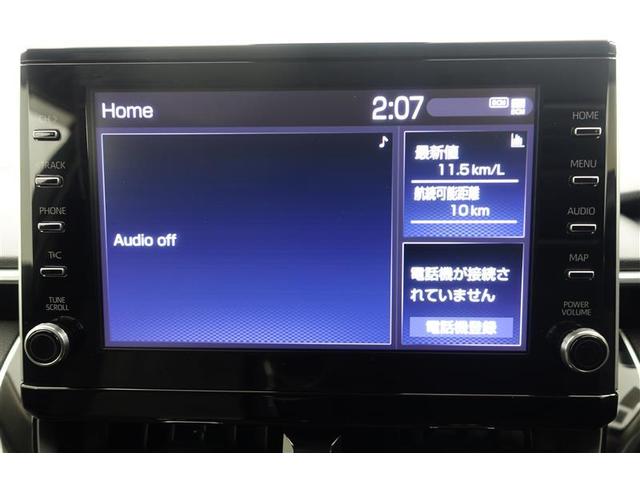 Home
2:07
DCM
最新値
11.5 km/L
航続可能距離
10 km
Audio off
電話機が接続さ
れていません
電話機登録
TRACK
PHONE
T*C
TUNE
SCROLL
HOME
MENU
AUDIO
MAP
POWER
VOLUME